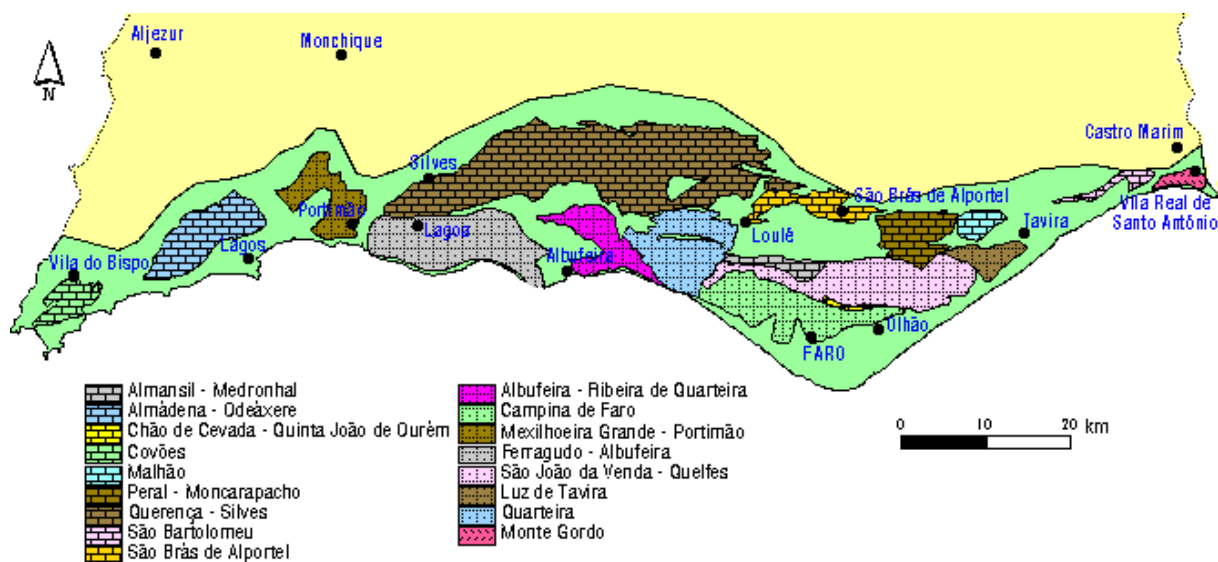 Aljezur
Monchique
N
Castro Marim
Silves
São Brás de Alportel
Portimão
Lagoa
Loulé
Tavira
Vila Real de
Santo António
Lagos
Vila do Bispo
Albufeira
Olhão
FARO
Almansil - Medronhal
Almádena - Odeáxere
Chão de Cevada - Quinta João de Ourém
Covões
Malhão
Peral - Moncarapacho
Querença - Silves
São Bartolomeu
São Brás de Alportel
Albufeira - Ribeira de Quarteira
Campina de Faro
Mexilhoeira Grande - Portimão
Ferragudo - Albufeira
São João da Venda - Quelfes
Luz de Tavira
Quarteira
Monte Gordo
0 10 20 km